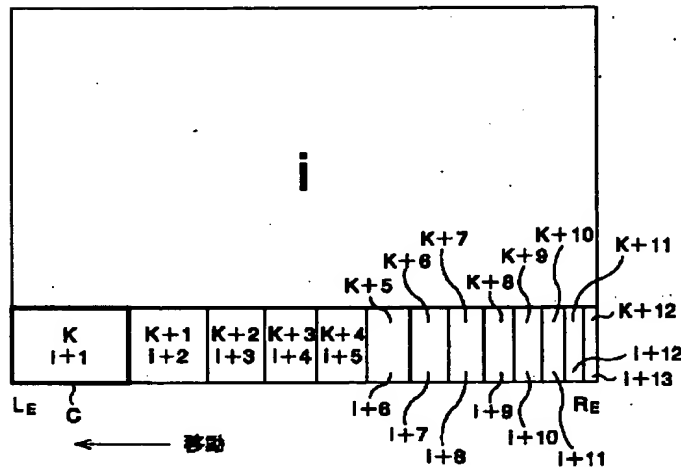 i
K+10
K+7
K+9
K+11
K+6
K+8
K+5
K+12
K
K+1
K+2
K+3
K+4
i+1
i+2
i+3
i+4
i+5
i+12
i+13
LE
C
i+6
i+7
i+8
i+9
i+10
i+11
RE
移動